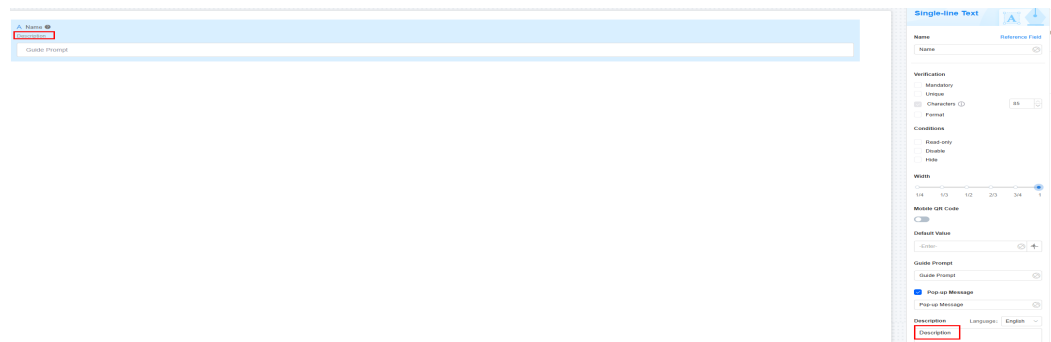 A Name
Description
Guide Prompt
Single-line Text
A
Name Reference Field
Name
Verification
Mandatory
Unique
Characters
Format
Conditions
Read-only
Disable
Hide
Width
1/4 1/3 1/2 2/3 3/4 1
Mobile QR Code
Default Value
-Enter-
Guide Prompt
Guide Prompt
Pop-up Message
Pop-up Message
Description Language: English
Description